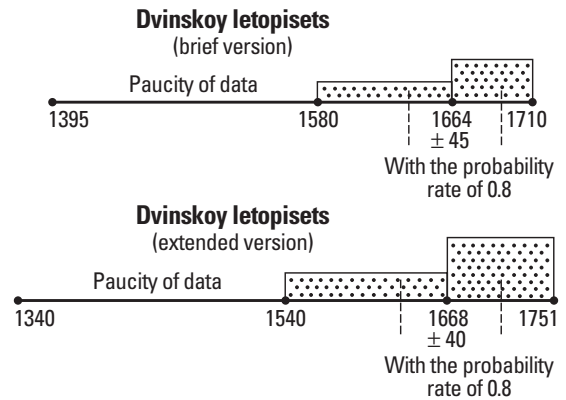 Dvinskoy letopisets
(brief version)
Paucity of data
1395 1580 1664 1710
± 45
With the probability
rate of 0.8
Dvinskoy letopisets
(extended version)
Paucity of data
1340 1540 1668 1751
± 40
With the probability
rate of 0.8